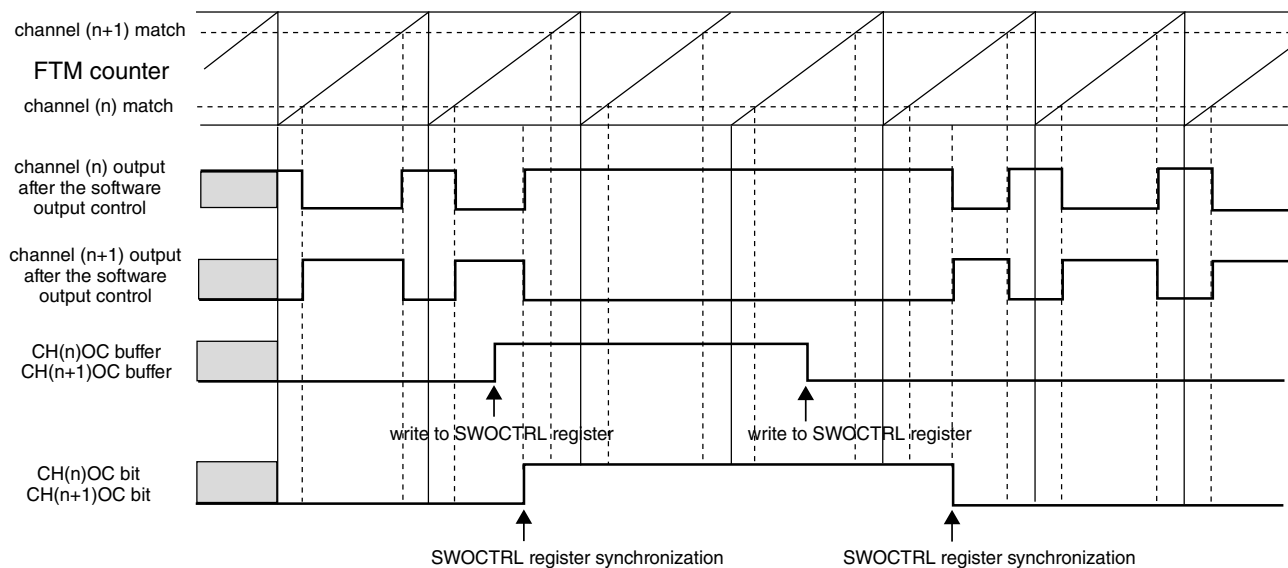 channel (n+1) match
FTM counter
channel (n) match
channel (n) output
after the software
output control
channel (n+1) output
after the software
output control
CH(n)OC buffer
CH(n+1)OC buffer
write to SWOCTRL register
write to SWOCTRL register
CH(n)OC bit
CH(n+1)OC bit
SWOCTRL register synchronization
SWOCTRL register synchronization